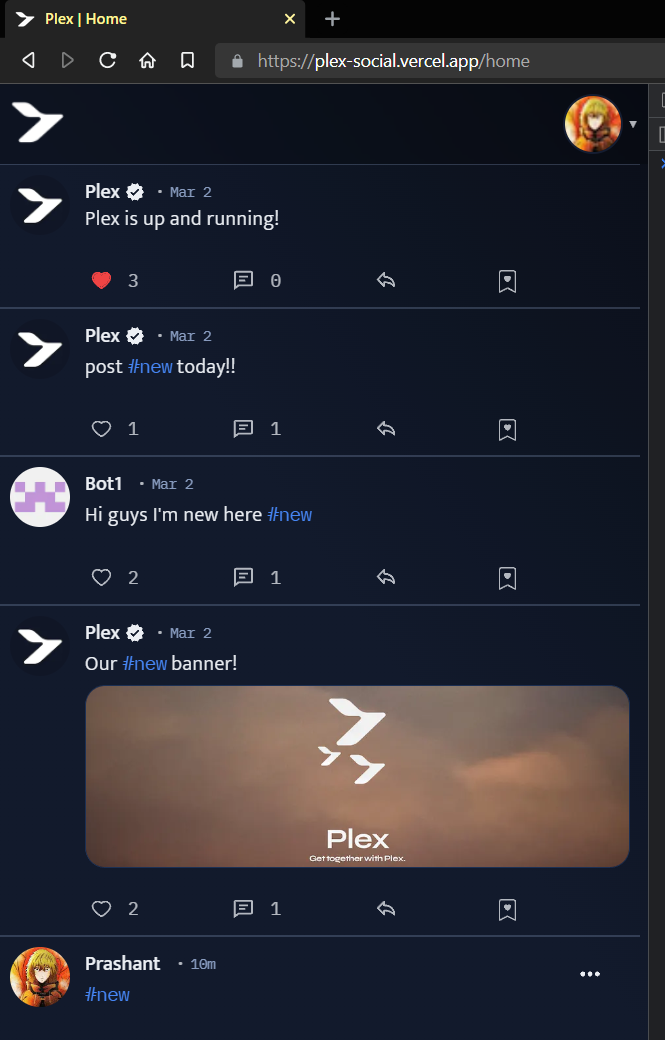 Plex | Home
https://plex-social.vercel.app/home
Plex • Mar 2
Plex is up and running!
3 0
Plex • Mar 2
post #new today!!
1 1
Bot1 • Mar 2
Hi guys I'm new here #new
2 1
Plex • Mar 2
Our #new banner!
Plex
Get together with Plex.
2 1
Prashant • 10m
#new